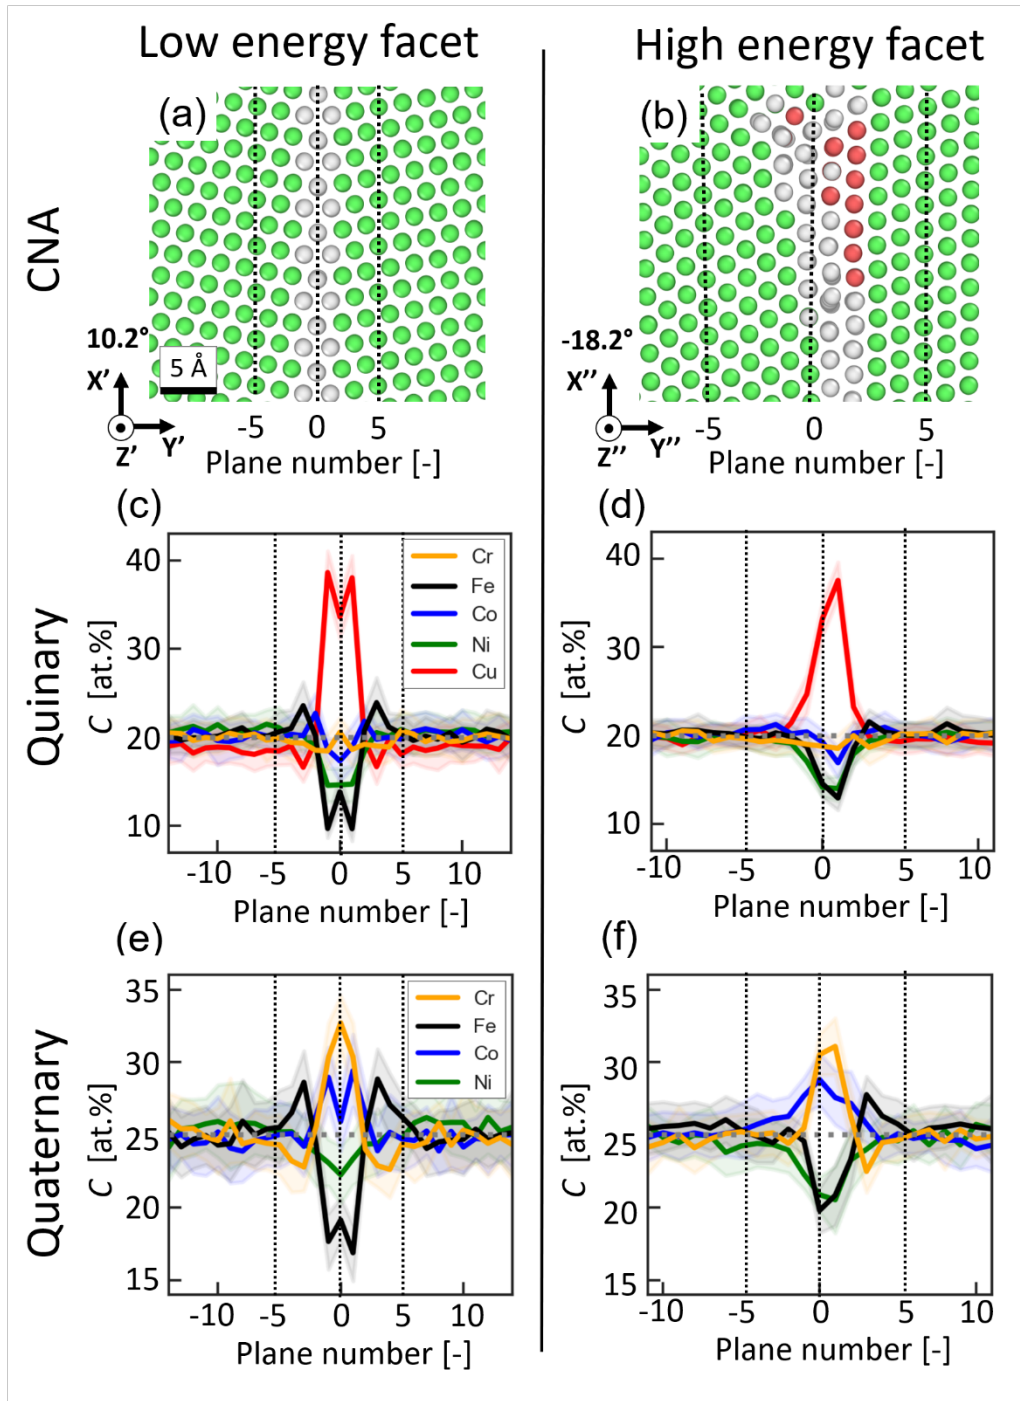 Low energy facet
High energy facet
CNA
(a)
(b)
10.2°
5 Å
X’
Z’
Y’
-5 0 5
Plane number [-]
-18.2°
X’’
Z’’
Y’’
-5 0 5
Plane number [-]
Quinary
(c)
C [at.%]
40
30
20
10
Cr
Fe
Co
Ni
Cu
-10 -5 0 5 10
Plane number [-]
(d)
C [at.%]
40
30
20
10
-10 -5 0 5 10
Plane number [-]
Quaternary
(e)
C [at.%]
35
30
25
20
15
Cr
Fe
Co
Ni
-10 -5 0 5 10
Plane number [-]
(f)
C [at.%]
35
30
25
20
15
-10 -5 0 5 10
Plane number [-]